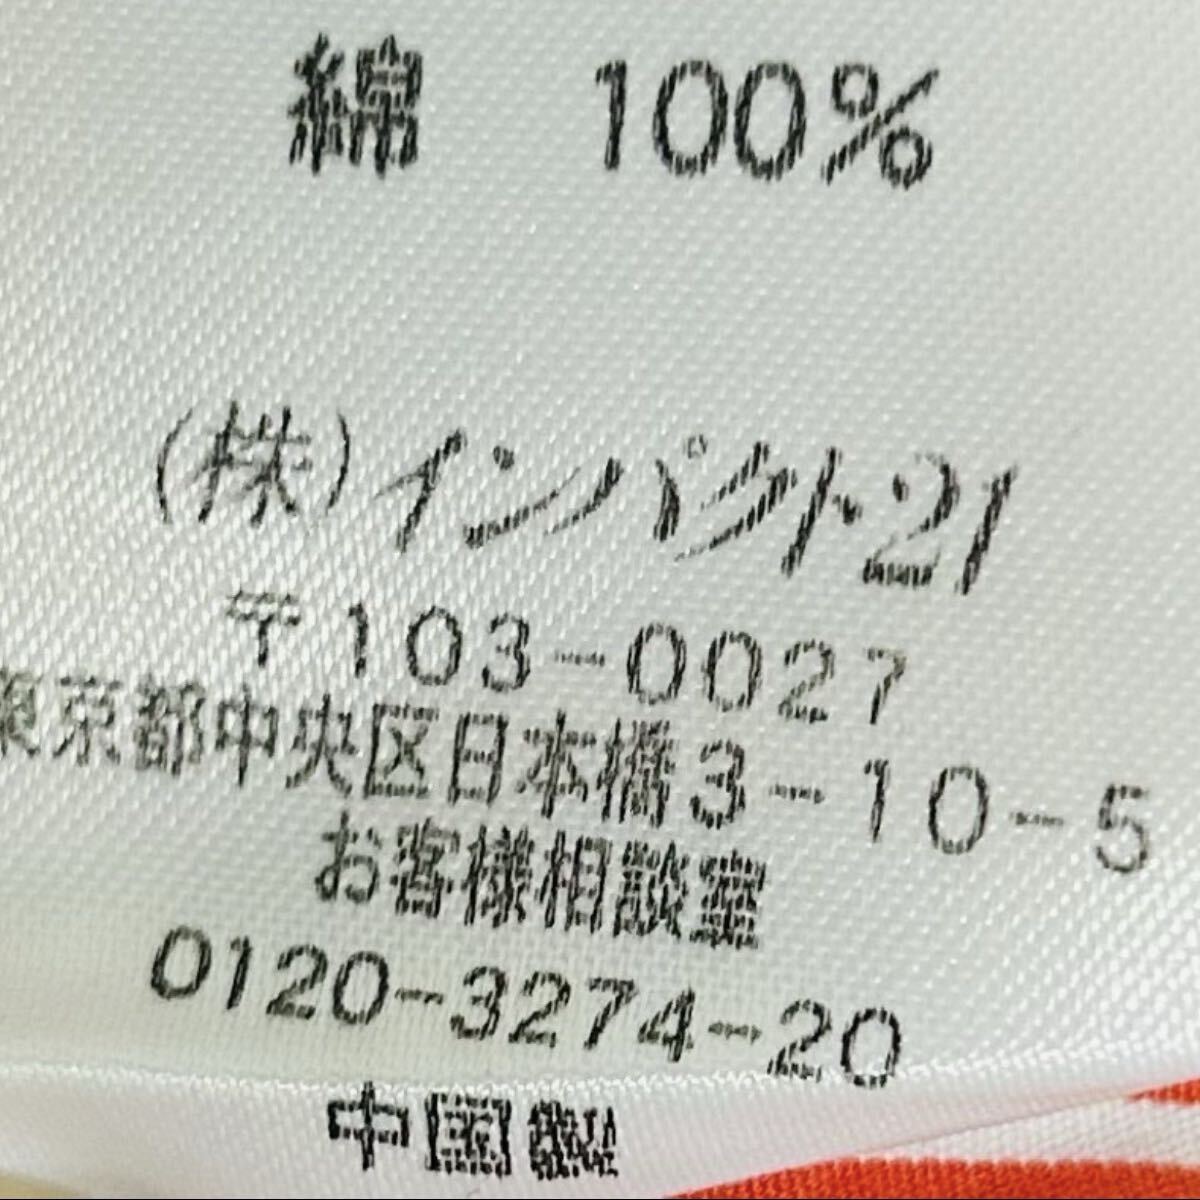 綿 100%
(株)インパクト21
〒103-0027
東京都中央区日本橋3-10-5
お客様相談室
0120-3274-20
中国製